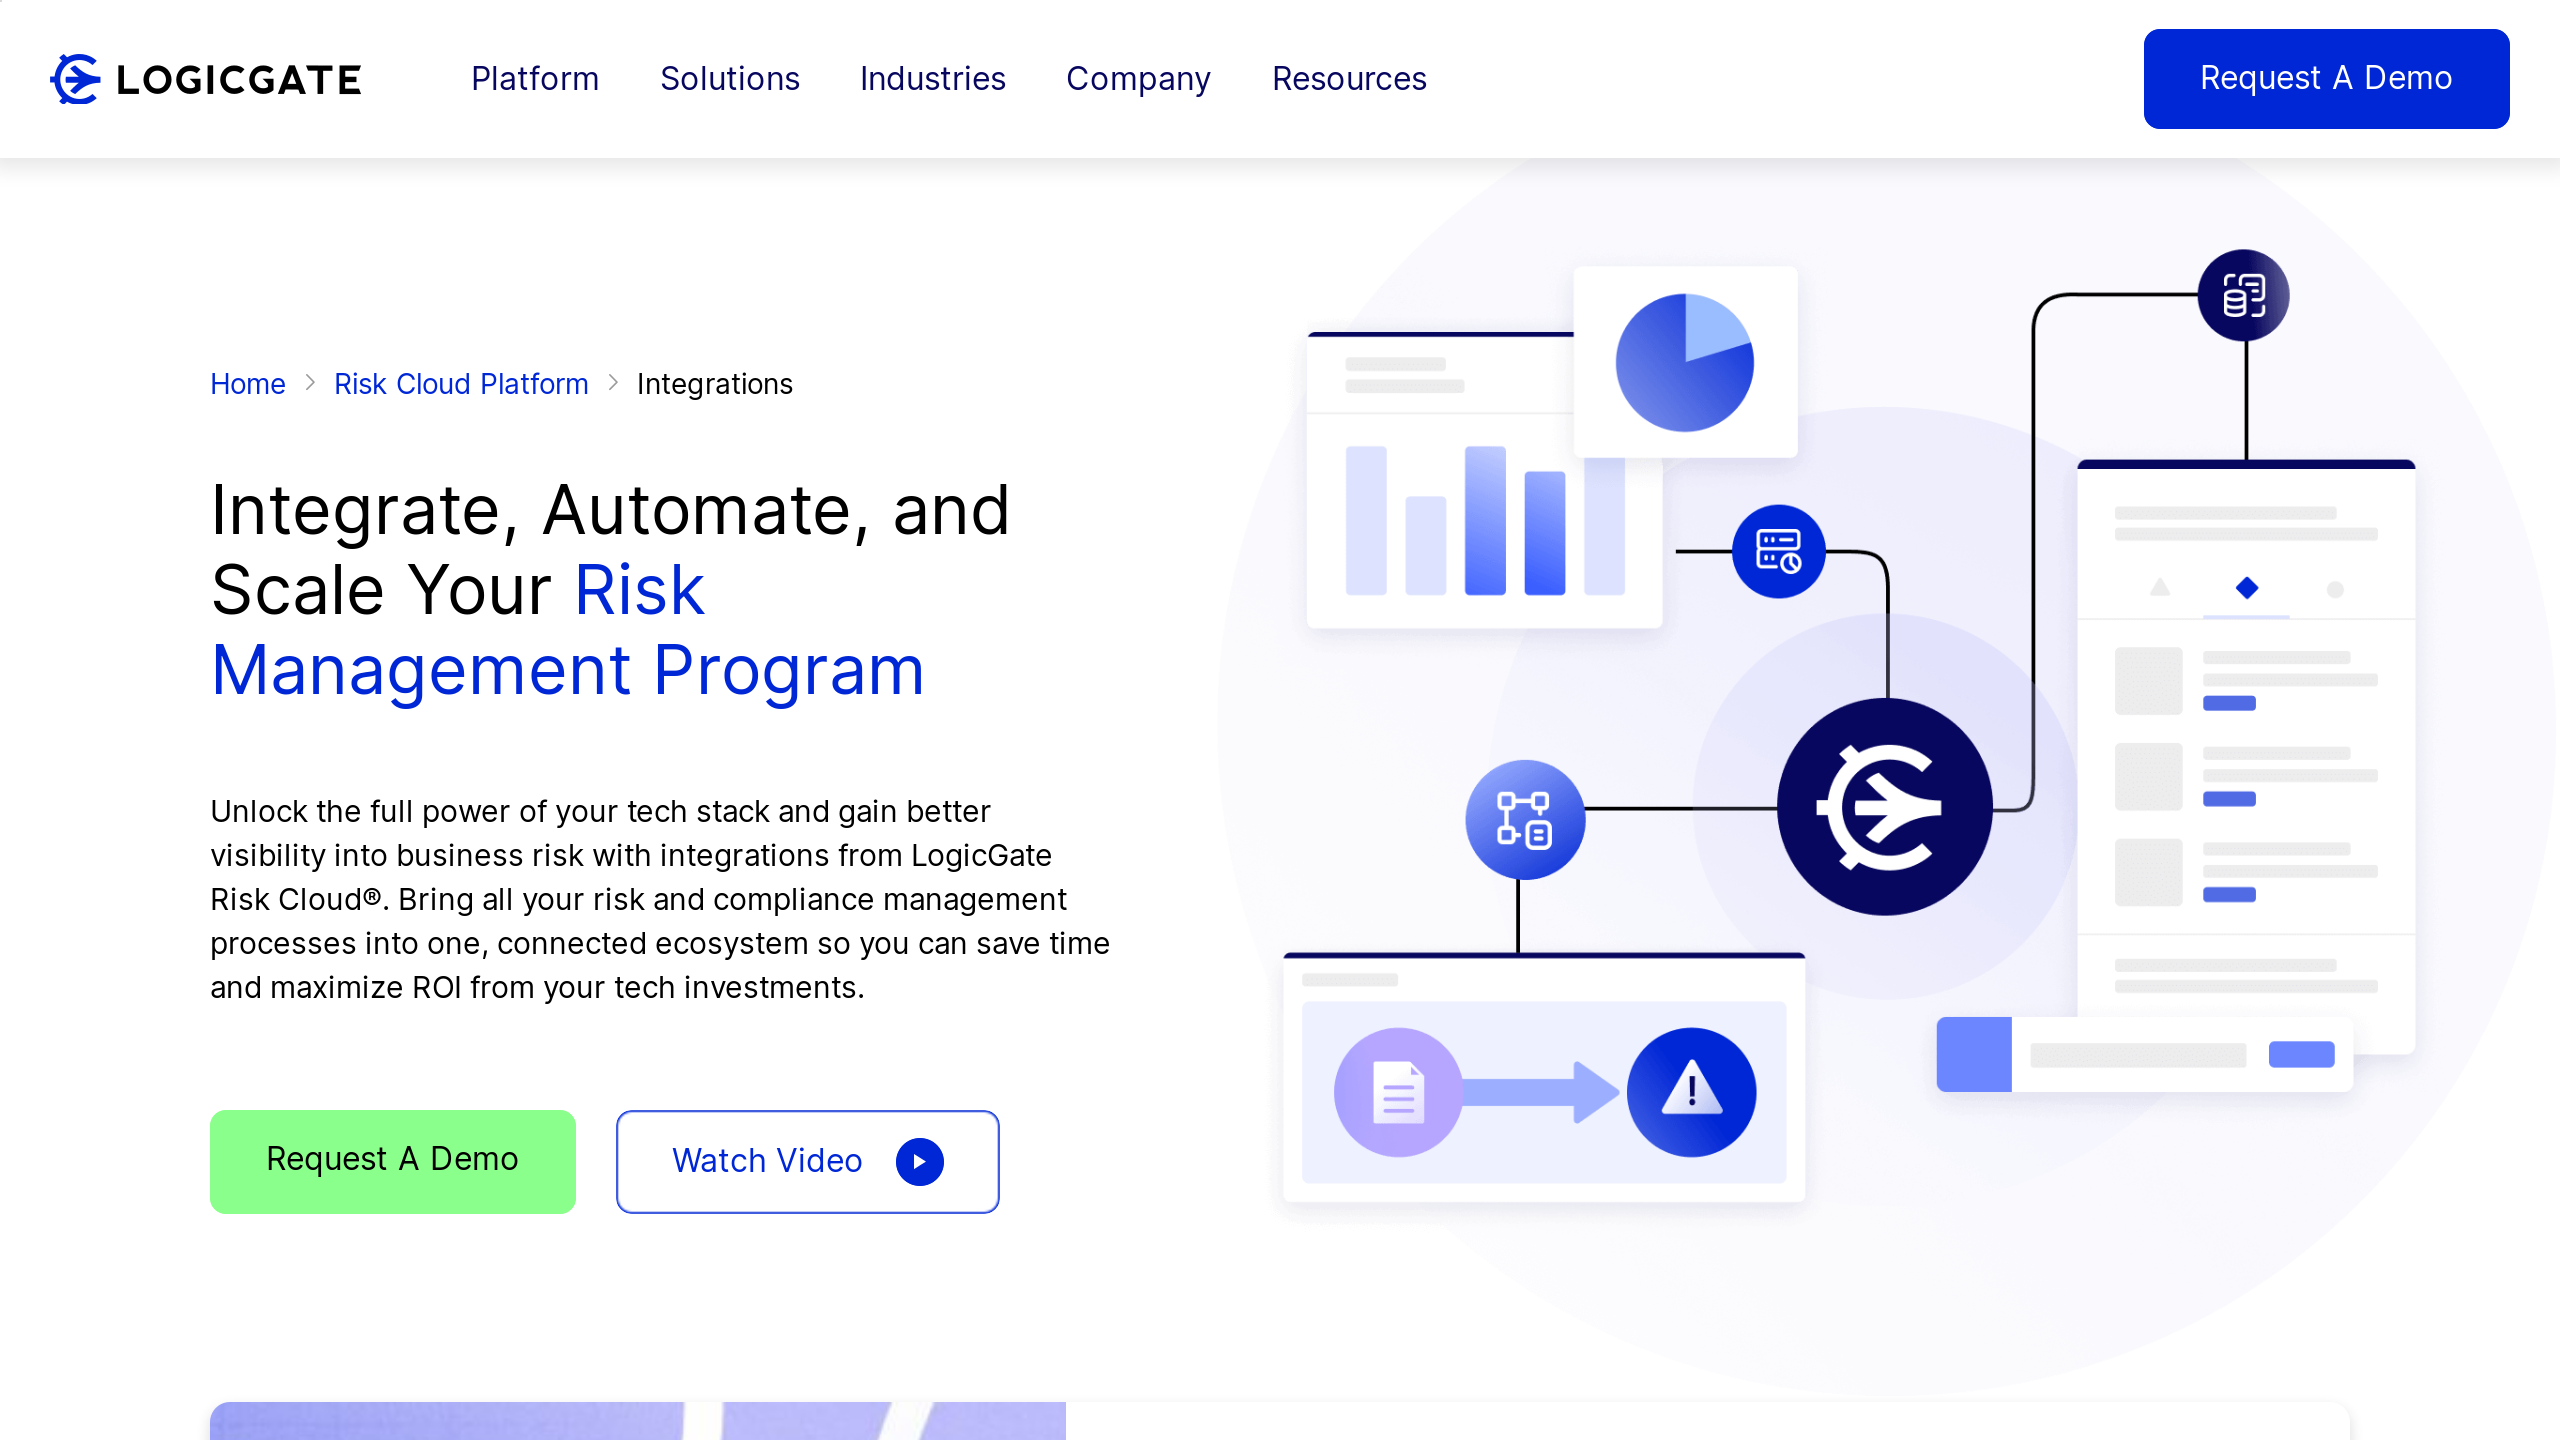 LOGICGATE
Platform
Solutions
Industries
Company
Resources
Request A Demo
Home
Risk Cloud Platform
Integrations
Integrate, Automate, and
Scale Your Risk
Management Program
Unlock the full power of your tech stack and gain better
visibility into business risk with integrations from LogicGate
Risk Cloud®. Bring all your risk and compliance management
processes into one, connected ecosystem so you can save time
and maximize ROI from your tech investments.
Request A Demo
Watch Video